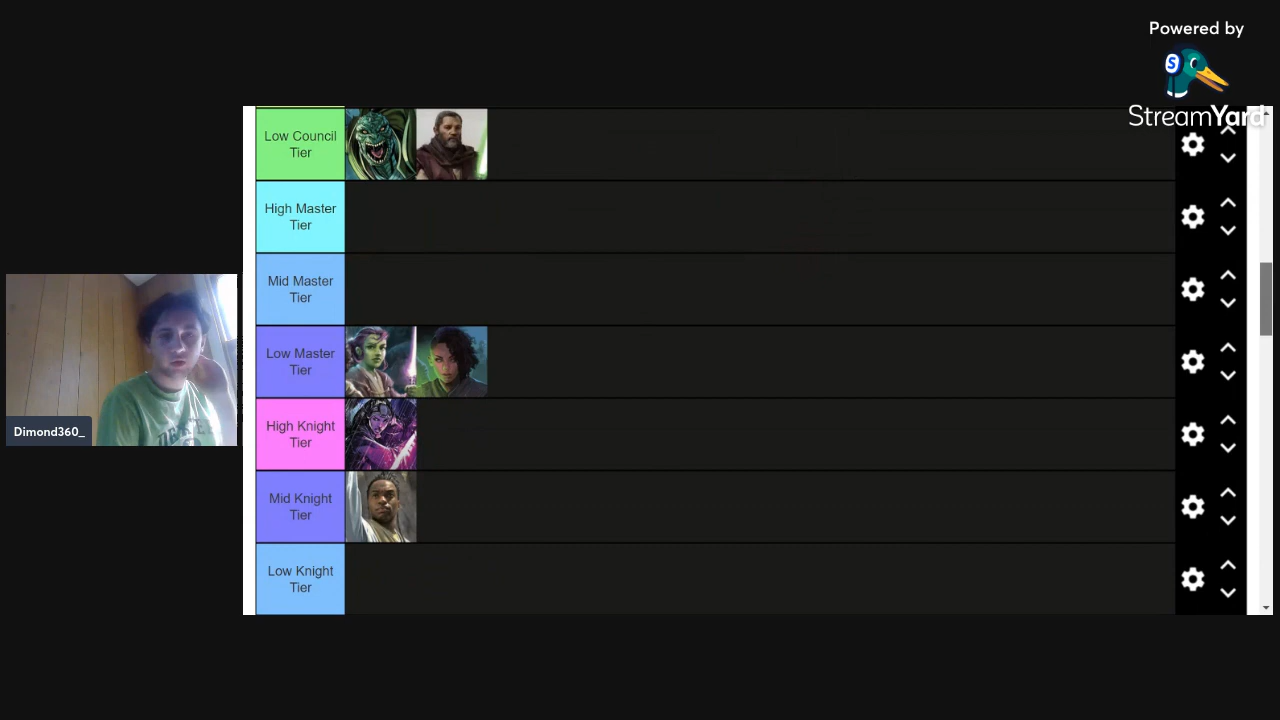 Powered by
S
StreamYard
Low Council
Tier
High Master
Tier
Mid Master
Tier
Low Master
Tier
High Knight
Tier
Mid Knight
Tier
Low Knight
Tier
Dimond360_